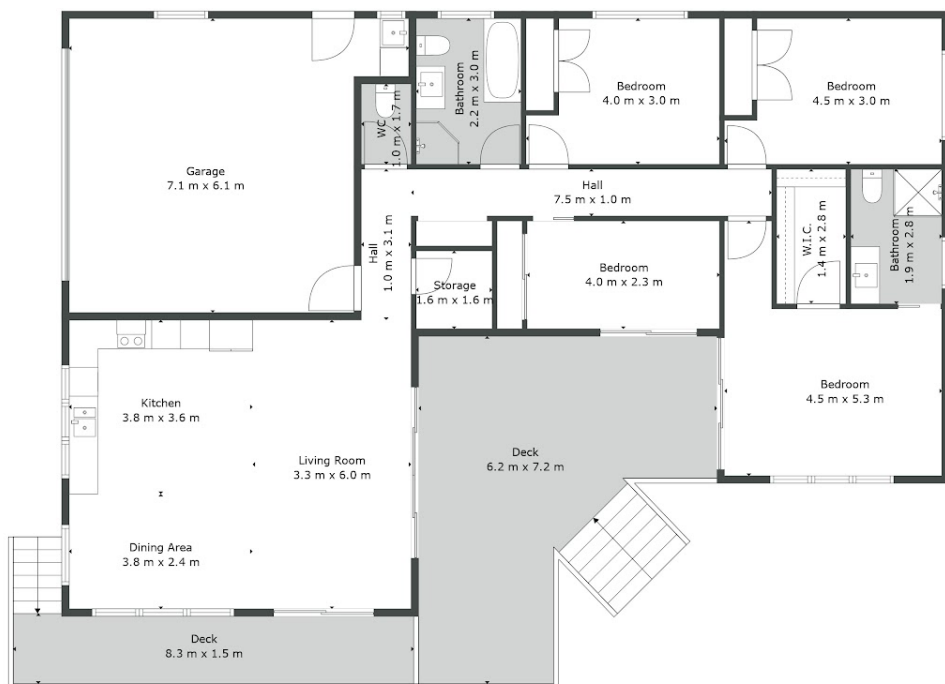 Garage
7.1 m x 6.1 m
WC
1.0 m x 1.7 m
Bathroom
2.2 m x 3.0 m
Bedroom
4.0 m x 3.0 m
Bedroom
4.5 m x 3.0 m
Hall
7.5 m x 1.0 m
Hall
1.0 m x 3.1 m
Storage
1.6 m x 1.6 m
Bedroom
4.0 m x 2.3 m
W.I.C.
1.4 m x 2.8 m
Bathroom
1.9 m x 2.8 m
Kitchen
3.8 m x 3.6 m
Living Room
3.3 m x 6.0 m
Deck
6.2 m x 7.2 m
Bedroom
4.5 m x 5.3 m
Dining Area
3.8 m x 2.4 m
Deck
8.3 m x 1.5 m